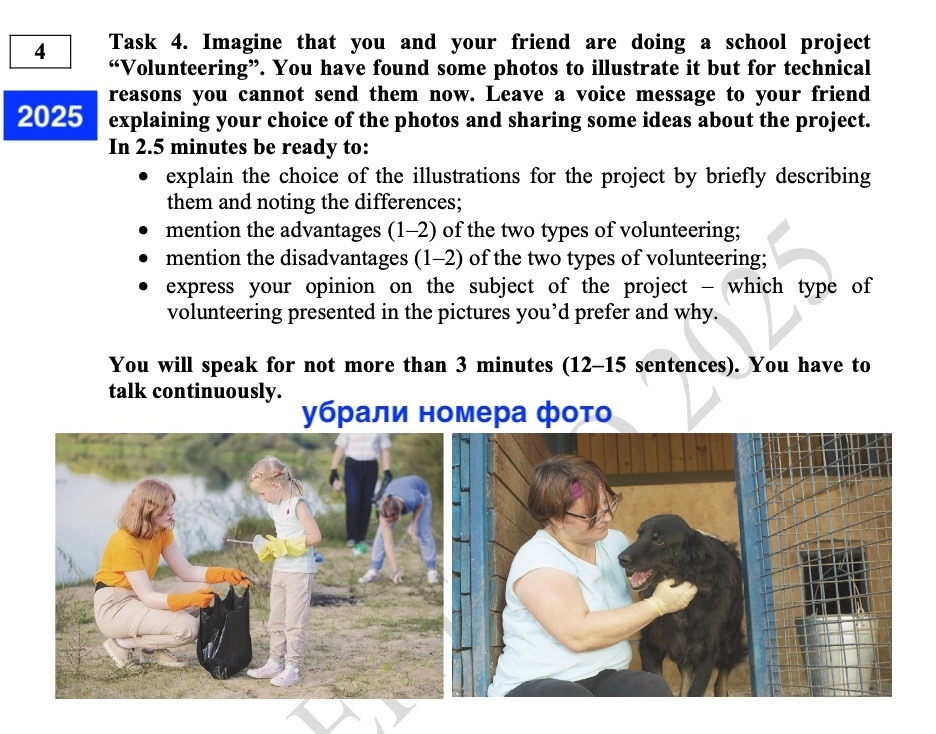 4
2025
Task 4. Imagine that you and your friend are doing a school project
“Volunteering”. You have found some photos to illustrate it but for technical
reasons you cannot send them now. Leave a voice message to your friend
explaining your choice of the photos and sharing some ideas about the project.
In 2.5 minutes be ready to:
• explain the choice of the illustrations for the project by briefly describing
them and noting the differences;
• mention the advantages (1–2) of the two types of volunteering;
• mention the disadvantages (1–2) of the two types of volunteering;
• express your opinion on the subject of the project – which type of
volunteering presented in the pictures you’d prefer and why.
You will speak for not more than 3 minutes (12–15 sentences). You have to
talk continuously.
убрали номера фото
2025